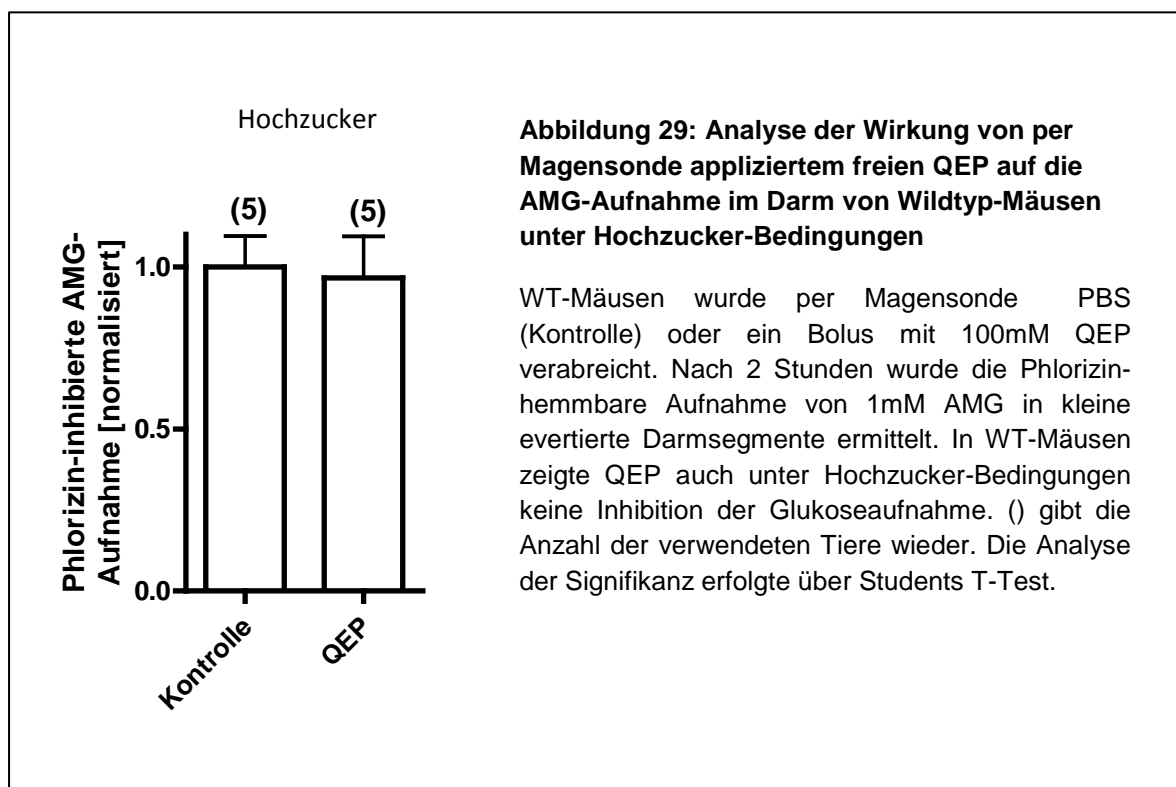 Hochzucker
(5)
(5)
Phlorizin-inhibierte AMG-
Aufnahme [normalisiert]
1.0
0.5
0.0
Kontrolle
QEP
Abbildung 29: Analyse der Wirkung von per
Magensonde appliziertem freien QEP auf die
AMG-Aufnahme im Darm von Wildtyp-Mäusen
unter Hochzucker-Bedingungen
WT-Mäusen wurde per Magensonde PBS
(Kontrolle) oder ein Bolus mit 100mM QEP
verabreicht. Nach 2 Stunden wurde die Phlorizin-
hemmbare Aufnahme von 1mM AMG in kleine
evertierte Darmsegmente ermittelt. In WT-Mäusen
zeigte QEP auch unter Hochzucker-Bedingungen
keine Inhibition der Glukoseaufnahme. () gibt die
Anzahl der verwendeten Tiere wieder. Die Analyse
der Signifikanz erfolgte über Students T-Test.